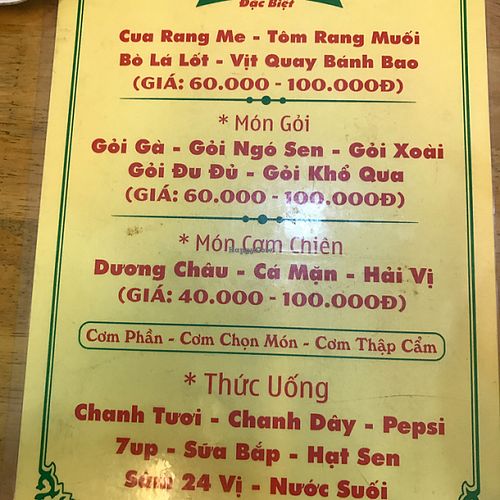 Đặc Biệt
Cua Rang Me - Tôm Rang Muối
Bò Lá Lốt - Vịt Quay Bánh Bao
(GIÁ: 60.000 - 100.000Đ)
* Món Gỏi
Gỏi Gà - Gỏi Ngó Sen - Gỏi Xoài
Gỏi Đu Đủ - Gỏi Khổ Qua
(GIÁ: 60.000 - 100.000Đ)
* Món Cơm Chiên
HappyCow
Dương Châu - Cá Mặn - Hải Vị
(GIÁ: 40.000 - 100.000Đ)
Cơm Phần - Cơm Chọn Món - Cơm Thập Cẩm
* Thức Uống
Chanh Tươi - Chanh Dây - Pepsi
7up - Sữa Bắp - Hạt Sen
Sâm 24 Vị - Nước Suối